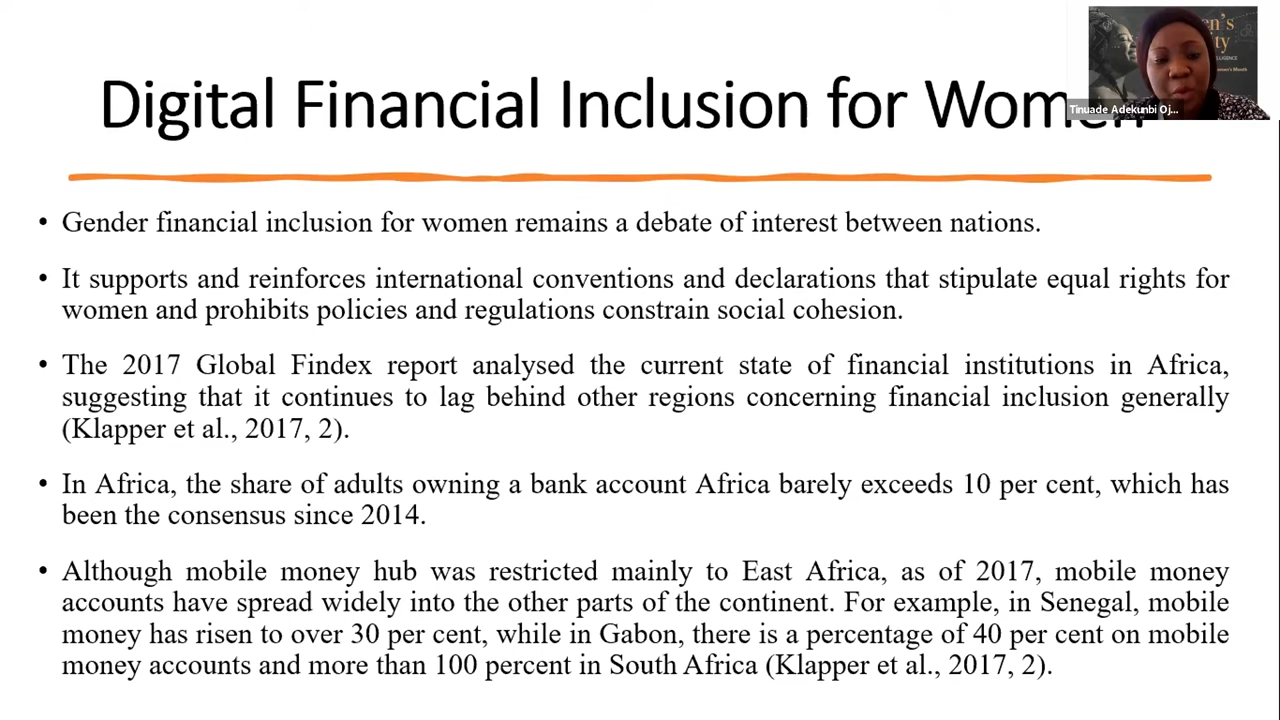 Digital Financial Inclusion for Women
en's
ity
Tinuade Adekunbi Oj...
• Gender financial inclusion for women remains a debate of interest between nations.
• It supports and reinforces international conventions and declarations that stipulate equal rights for
women and prohibits policies and regulations constrain social cohesion.
• The 2017 Global Findex report analysed the current state of financial institutions in Africa,
suggesting that it continues to lag behind other regions concerning financial inclusion generally
(Klapper et al., 2017, 2).
• In Africa, the share of adults owning a bank account Africa barely exceeds 10 per cent, which has
been the consensus since 2014.
• Although mobile money hub was restricted mainly to East Africa, as of 2017, mobile money
accounts have spread widely into the other parts of the continent. For example, in Senegal, mobile
money has risen to over 30 per cent, while in Gabon, there is a percentage of 40 per cent on mobile
money accounts and more than 100 percent in South Africa (Klapper et al., 2017, 2).